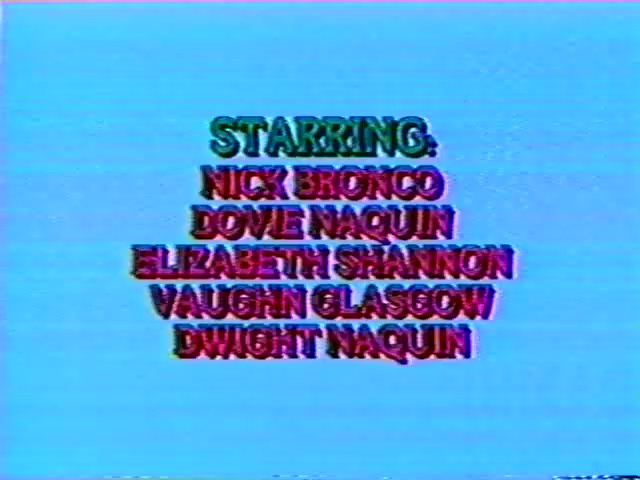 STARRING:
NICK BRONCO
DOVIE NAQUIN
ELIZABETH SHANNON
VAUGHN GLASGOW
DWIGHT NAQUIN